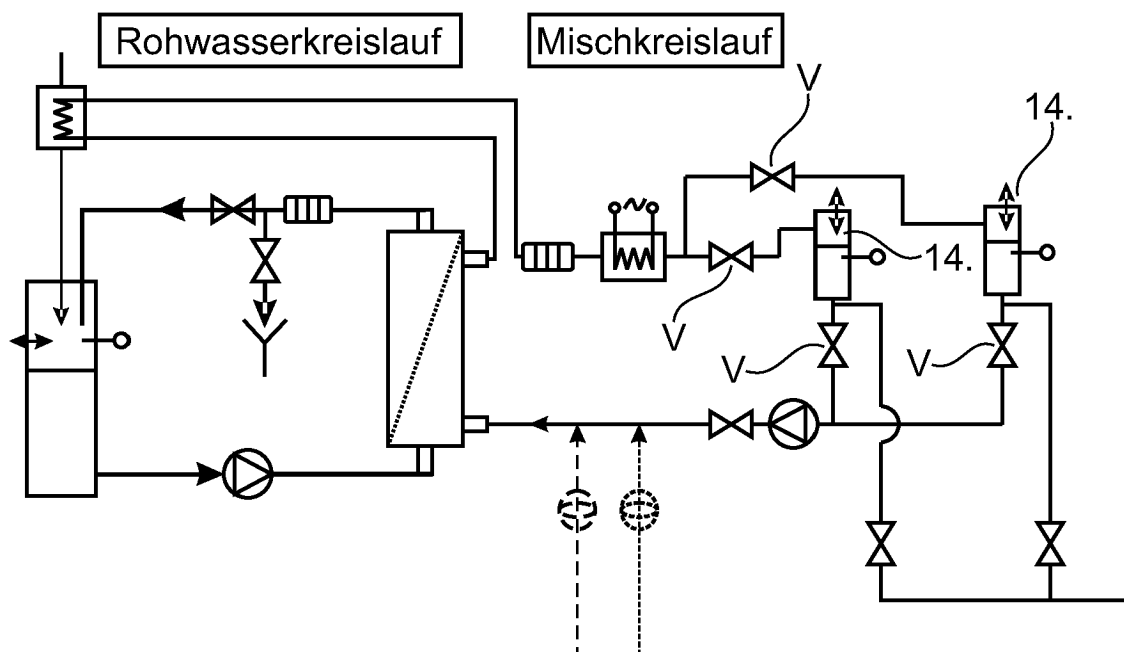 Rohwasserkreislauf
Mischkreislauf
V
14.
14.
V
V
V